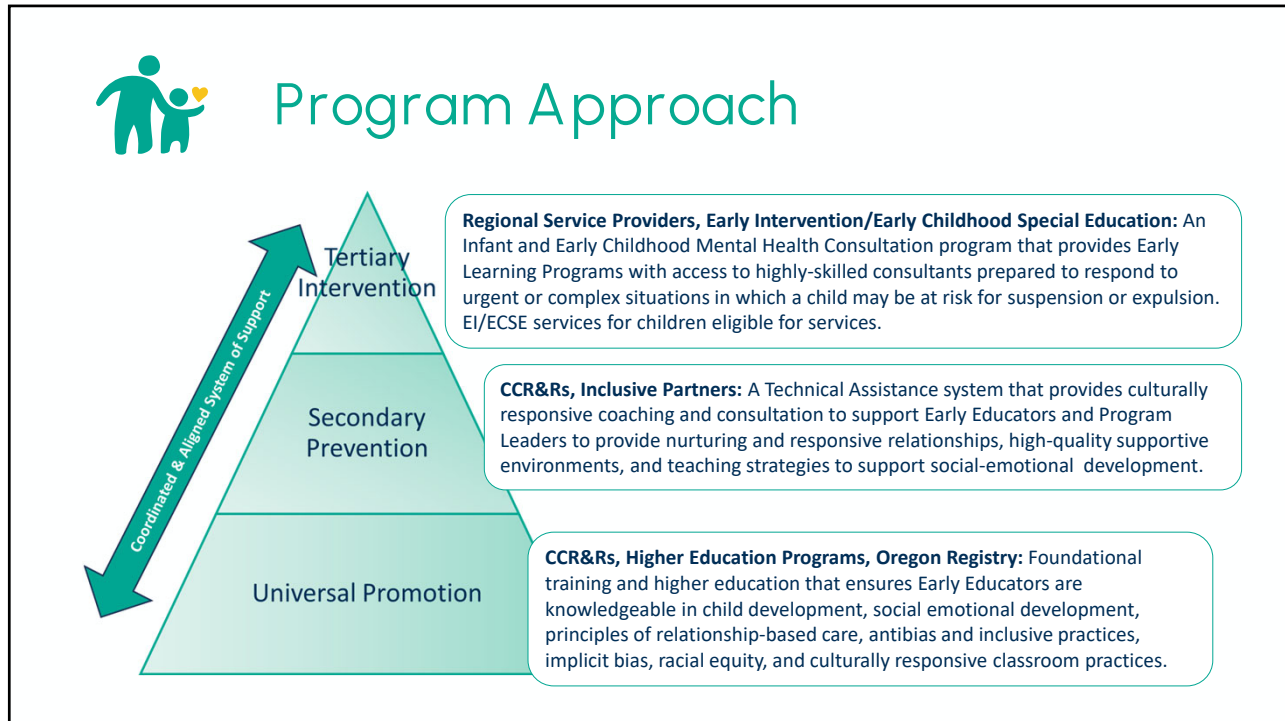 Program Approach
Coordinated & Aligned System of Support
Tertiary
Intervention
Regional Service Providers, Early Intervention/Early Childhood Special Education: An
Infant and Early Childhood Mental Health Consultation program that provides Early
Learning Programs with access to highly-skilled consultants prepared to respond to
urgent or complex situations in which a child may be at risk for suspension or expulsion.
EI/ECSE services for children eligible for services.
Secondary
Prevention
CCR&Rs, Inclusive Partners: A Technical Assistance system that provides culturally
responsive coaching and consultation to support Early Educators and Program
Leaders to provide nurturing and responsive relationships, high-quality supportive
environments, and teaching strategies to support social-emotional development.
Universal Promotion
CCR&Rs, Higher Education Programs, Oregon Registry: Foundational
training and higher education that ensures Early Educators are
knowledgeable in child development, social emotional development,
principles of relationship-based care, antibias and inclusive practices,
implicit bias, racial equity, and culturally responsive classroom practices.